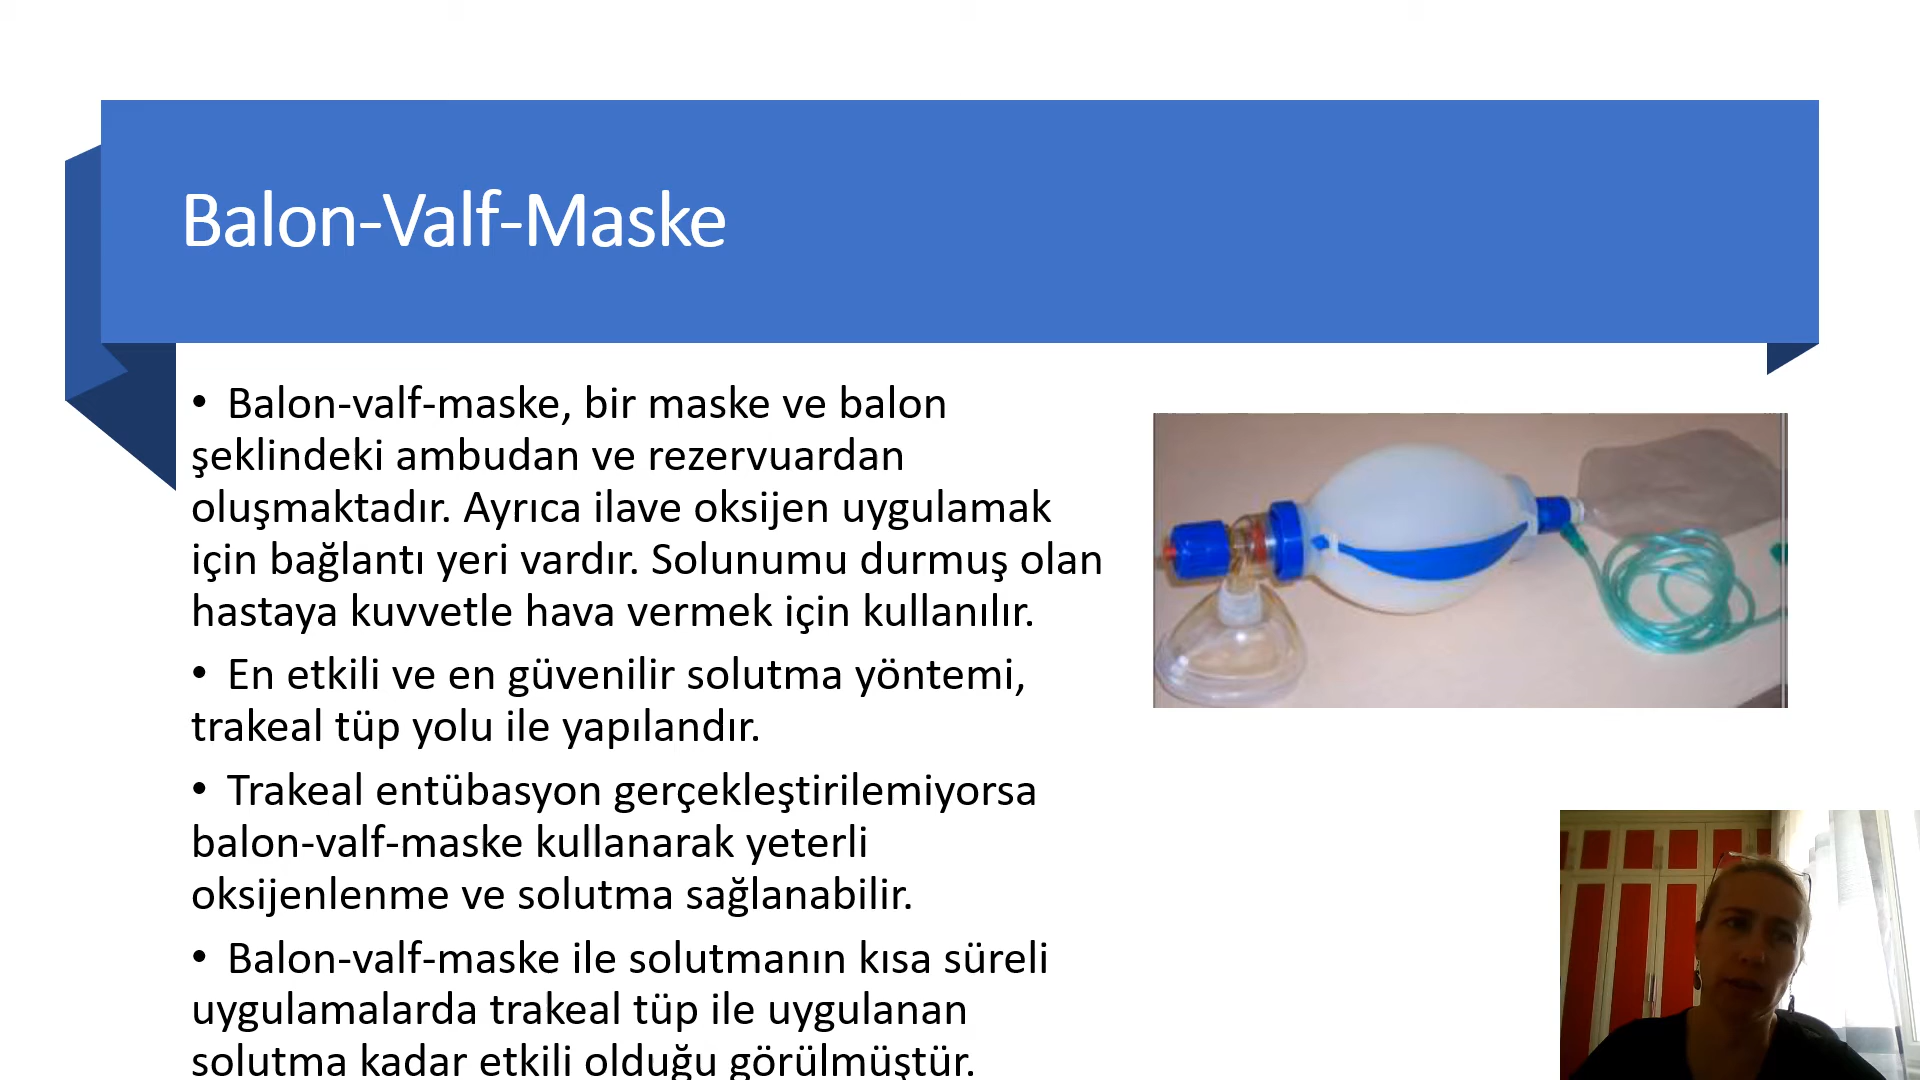 Balon-Valf-Maske
• Balon-valf-maske, bir maske ve balon
şeklindeki ambudan ve rezervuardan
oluşmaktadır. Ayrıca ilave oksijen uygulamak
için bağlantı yeri vardır. Solunumu durmuş olan
hastaya kuvvetle hava vermek için kullanılır.
• En etkili ve en güvenilir solutma yöntemi,
trakeal tüp yolu ile yapılandır.
• Trakeal entübasyon gerçekleştirilemiyorsa
balon-valf-maske kullanarak yeterli
oksijenlenme ve solutma sağlanabilir.
• Balon-valf-maske ile solutmanın kısa süreli
uygulamalarda trakeal tüp ile uygulanan
solutma kadar etkili olduğu görülmüştür.